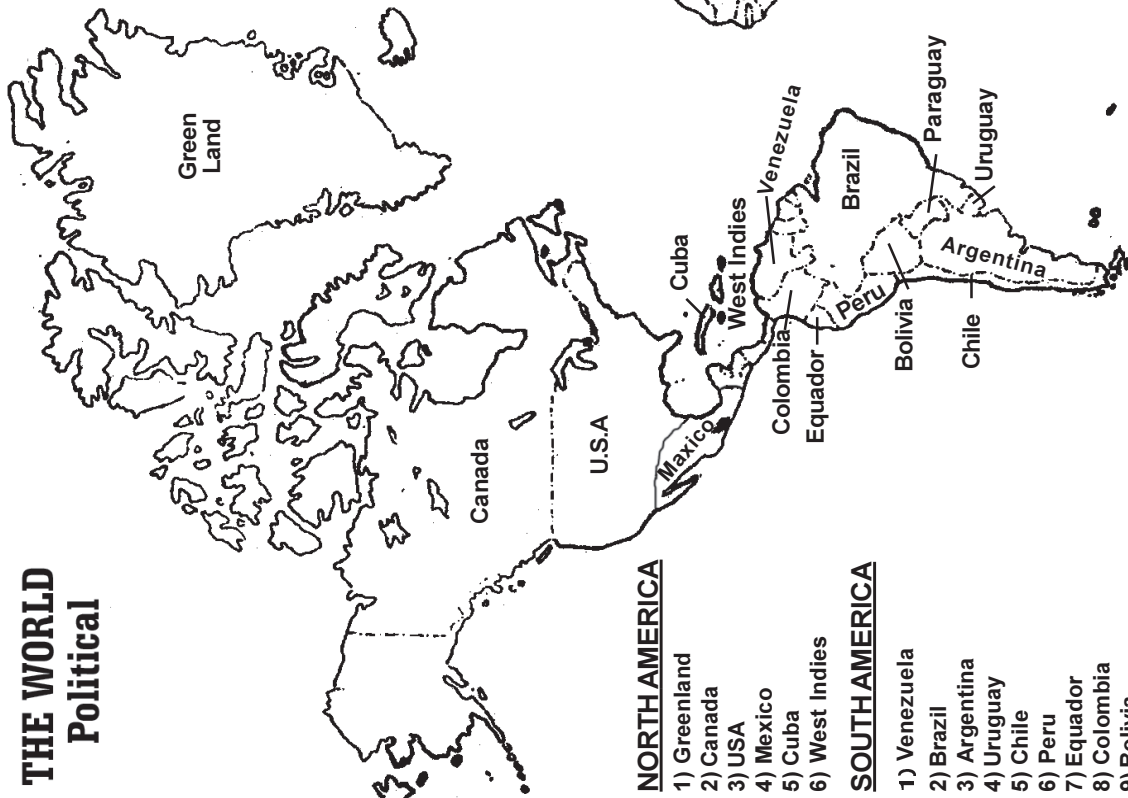 THE WORLD
Political
Green
Land
Canada
U.S.A
Maxico
Cuba
West Indies
Venezuela
Colombia
Equador
Peru
Brazil
Bolivia
Chile
Argentina
Paraguay
Uruguay
NORTH AMERICA
1) Greenland
2) Canada
3) USA
4) Mexico
5) Cuba
6) West Indies
SOUTH AMERICA
1) Venezuela
2) Brazil
3) Argentina
4) Uruguay
5) Chile
6) Peru
7) Equador
8) Colombia
9) Bolivia